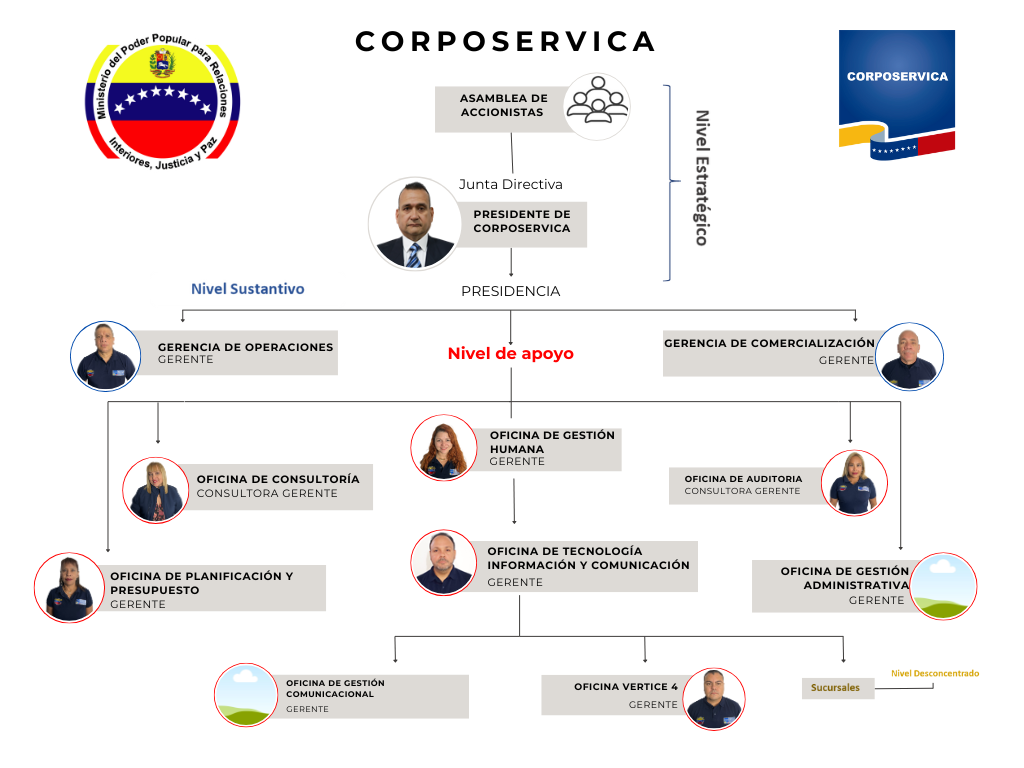 CORPOSERVICA
Ministerio del Poder Popular para Relaciones
Interiores, Justicia y Paz
CORPOSERVICA
ASAMBLEA DE
ACCIONISTAS
Nivel Estratégico
Junta Directiva
PRESIDENTE DE
CORPOSERVICA
Nivel Sustantivo
PRESIDENCIA
GERENCIA DE OPERACIONES
GERENTE
Nivel de apoyo
GERENCIA DE COMERCIALIZACIÓN
GERENTE
OFICINA DE GESTIÓN
HUMANA
GERENTE
OFICINA DE CONSULTORÍA
CONSULTORA GERENTE
OFICINA DE AUDITORIA
CONSULTORA GERENTE
OFICINA DE TECNOLOGÍA
INFORMACIÓN Y COMUNICACIÓN
GERENTE
OFICINA DE PLANIFICACIÓN Y
PRESUPUESTO
GERENTE
OFICINA DE GESTIÓN
ADMINISTRATIVA
GERENTE
OFICINA DE GESTIÓN
COMUNICACIONAL
GERENTE
OFICINA VERTICE 4
GERENTE
Nivel Desconcentrado
Sucursales